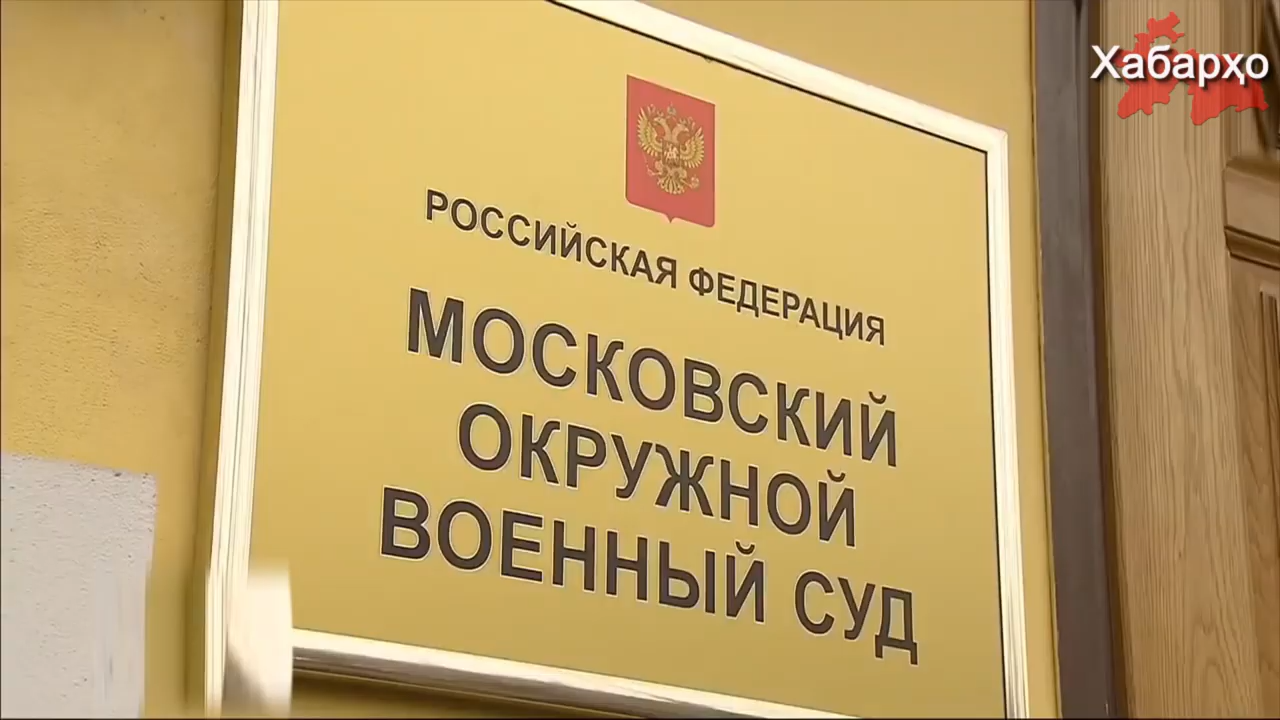 Хабарҳо
РОССИЙСКАЯ ФЕДЕРАЦИЯ
МОСКОВСКИЙ
ОКРУЖНОЙ
ВОЕННЫЙ СУД